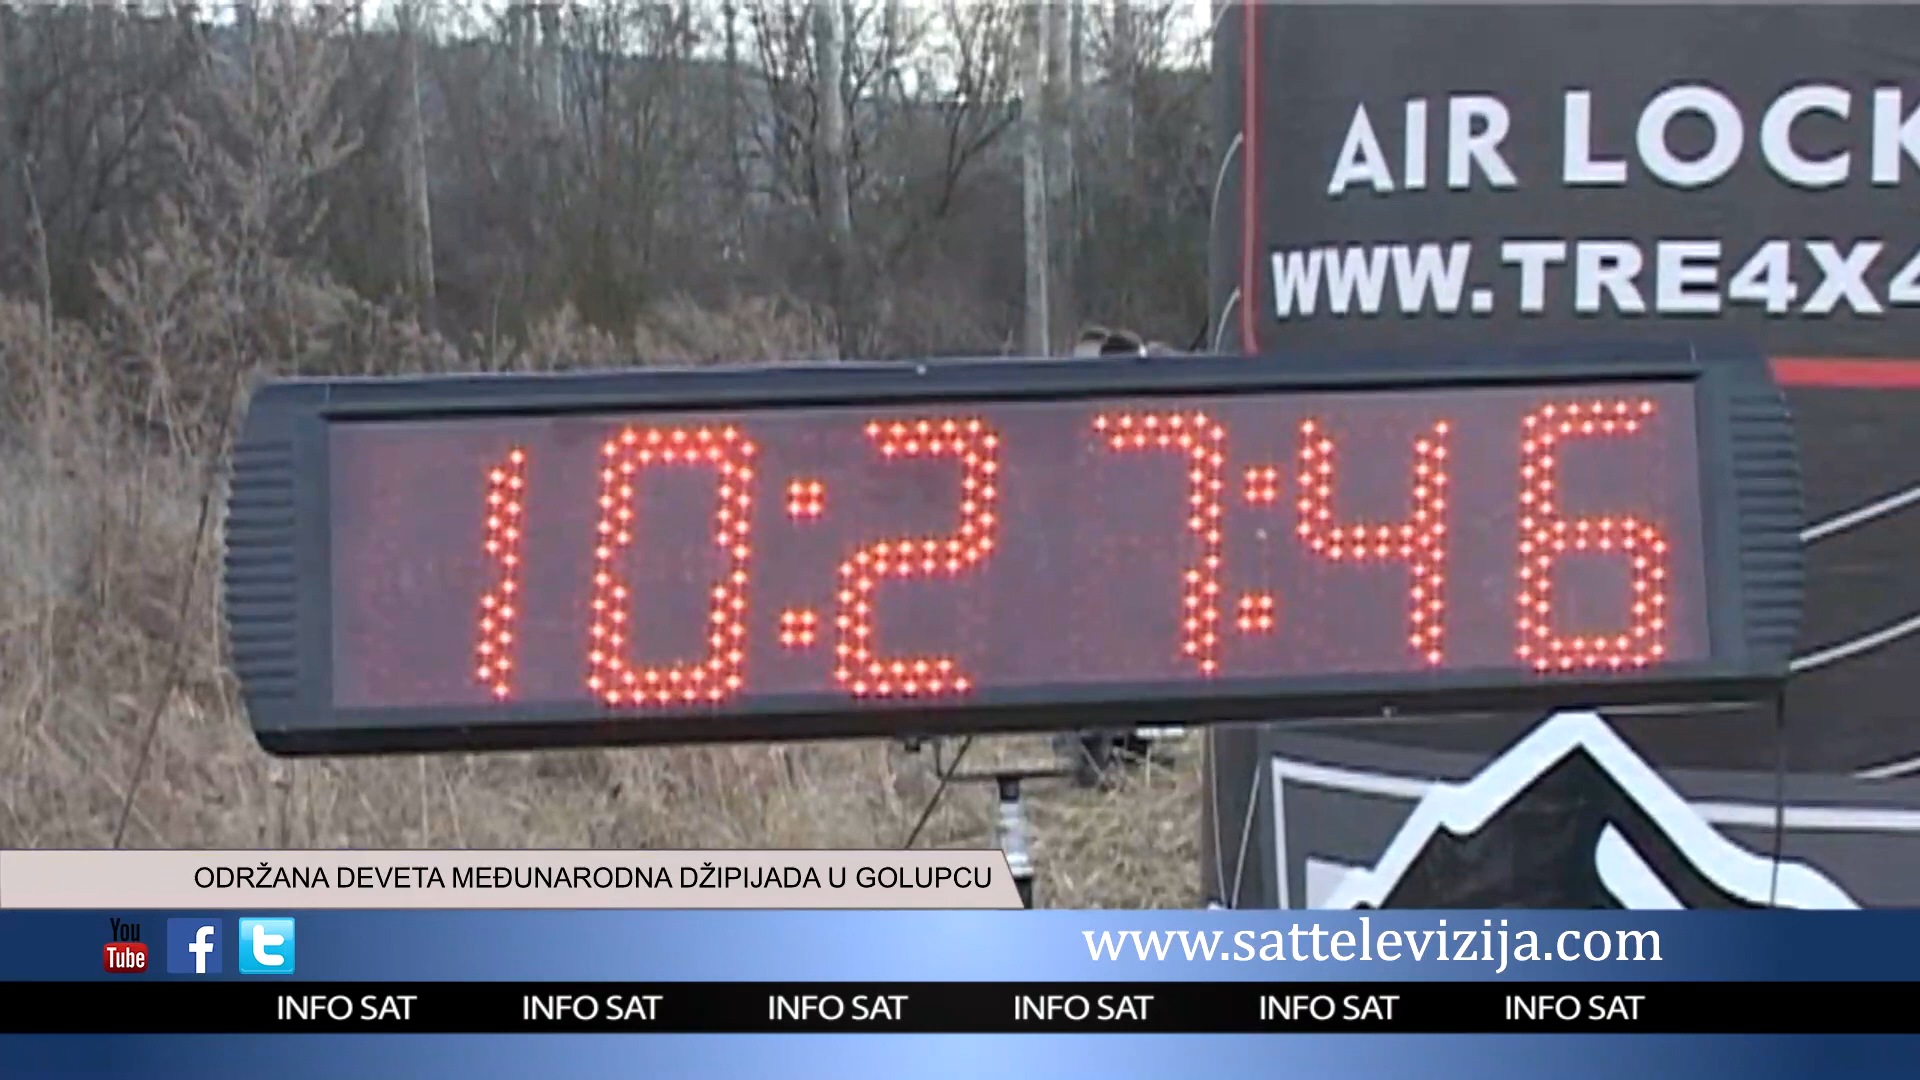 AIR LOCK
WWW.TRE4X4
10:27:46
ODRŽANA DEVETA MEĐUNARODNA DŽIPIJADA U GOLUPCU
You
Tube
www.sattelevizija.com
INFO SAT INFO SAT INFO SAT INFO SAT INFO SAT INFO SAT